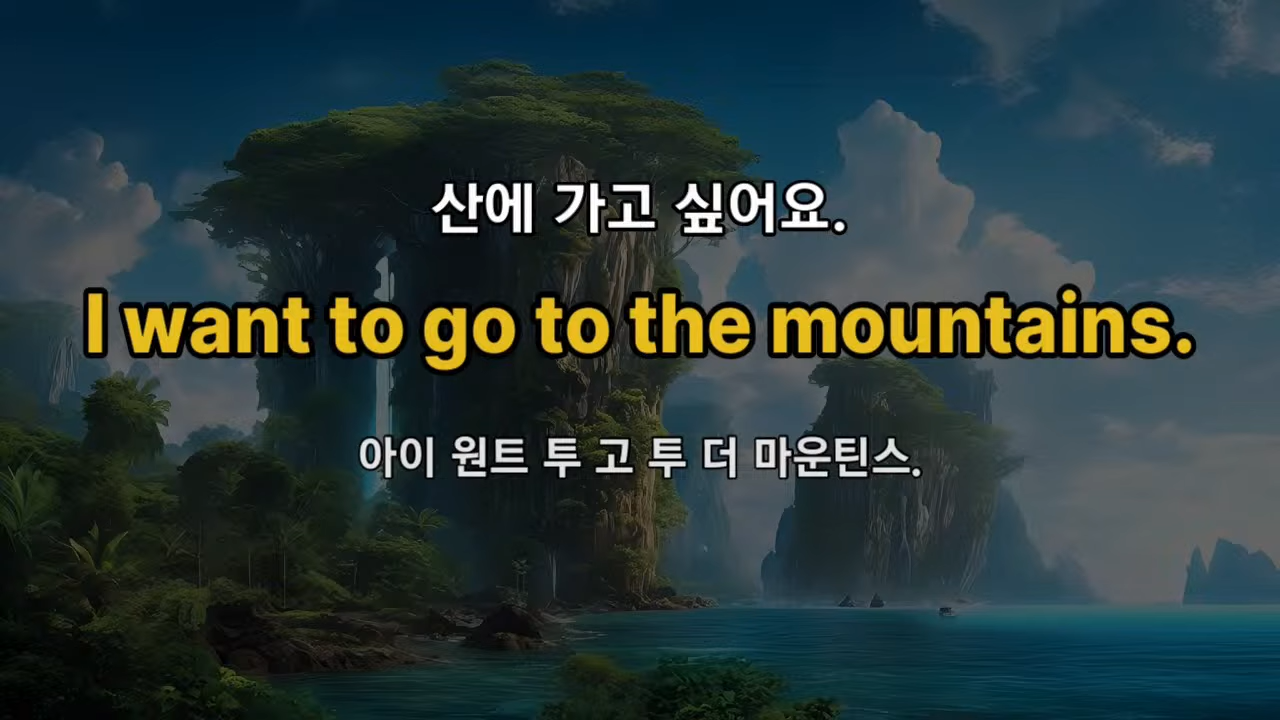 산에 가고 싶어요.
I want to go to the mountains.
아이 원트 투 고 투 더 마운틴스.